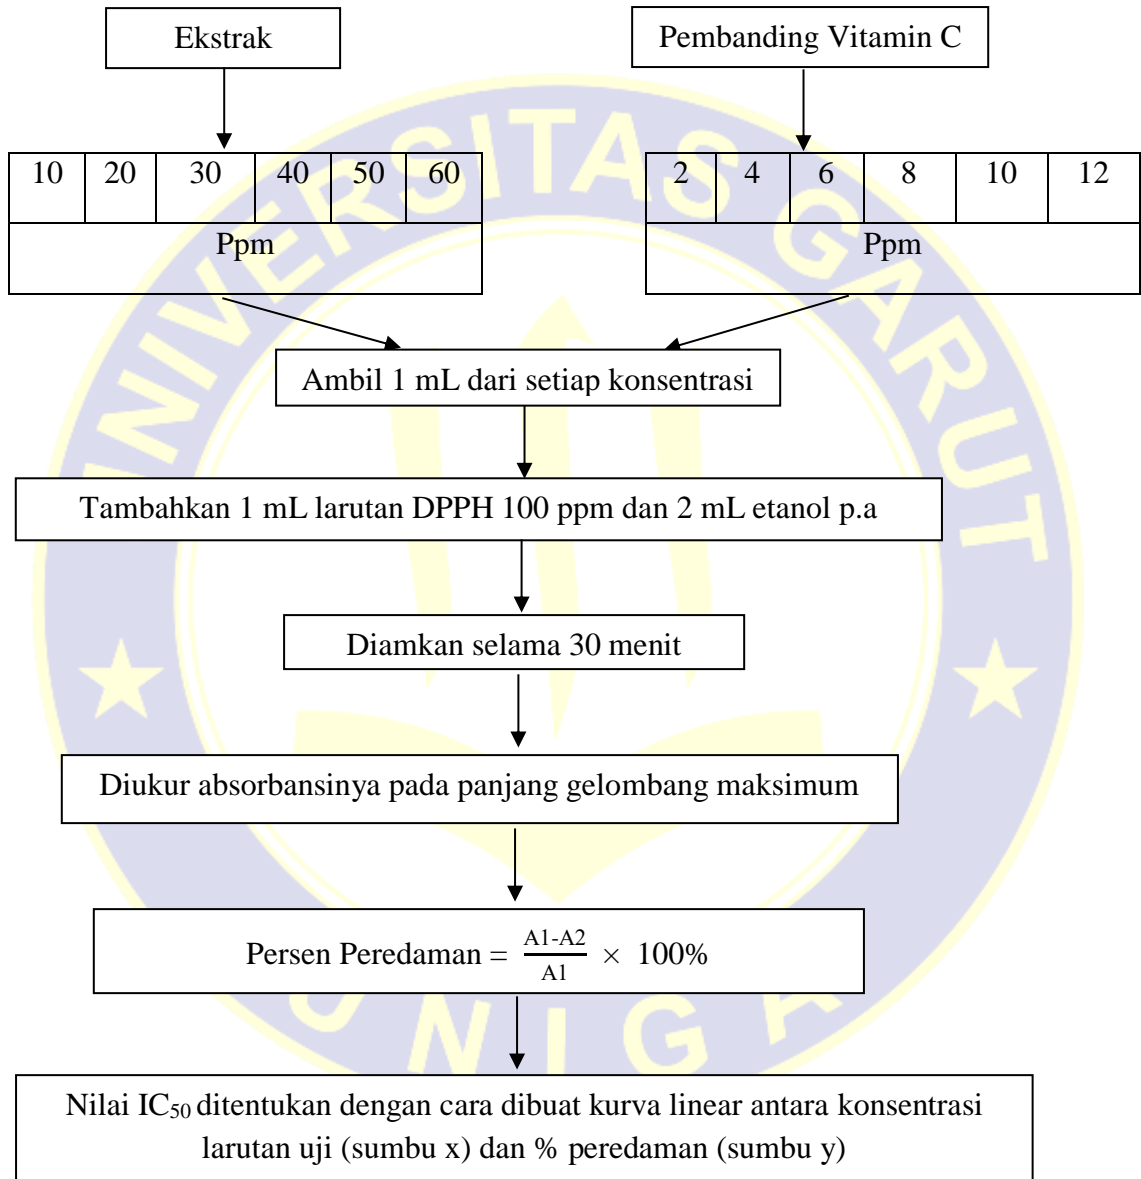 Ekstrak
Pembanding Vitamin C
10 20 30 40 50 60
Ppm
2 4 6 8 10 12
Ppm
Ambil 1 mL dari setiap konsentrasi
Tambahkan 1 mL larutan DPPH 100 ppm dan 2 mL etanol p.a
Diamkan selama 30 menit
Diukur absorbansinya pada panjang gelombang maksimum
Persen Peredaman = A1-A2/A1 × 100%
Nilai IC₅₀ ditentukan dengan cara dibuat kurva linear antara konsentrasi
larutan uji (sumbu x) dan % peredaman (sumbu y)
UNIVERSITAS GARUT
UNIGA